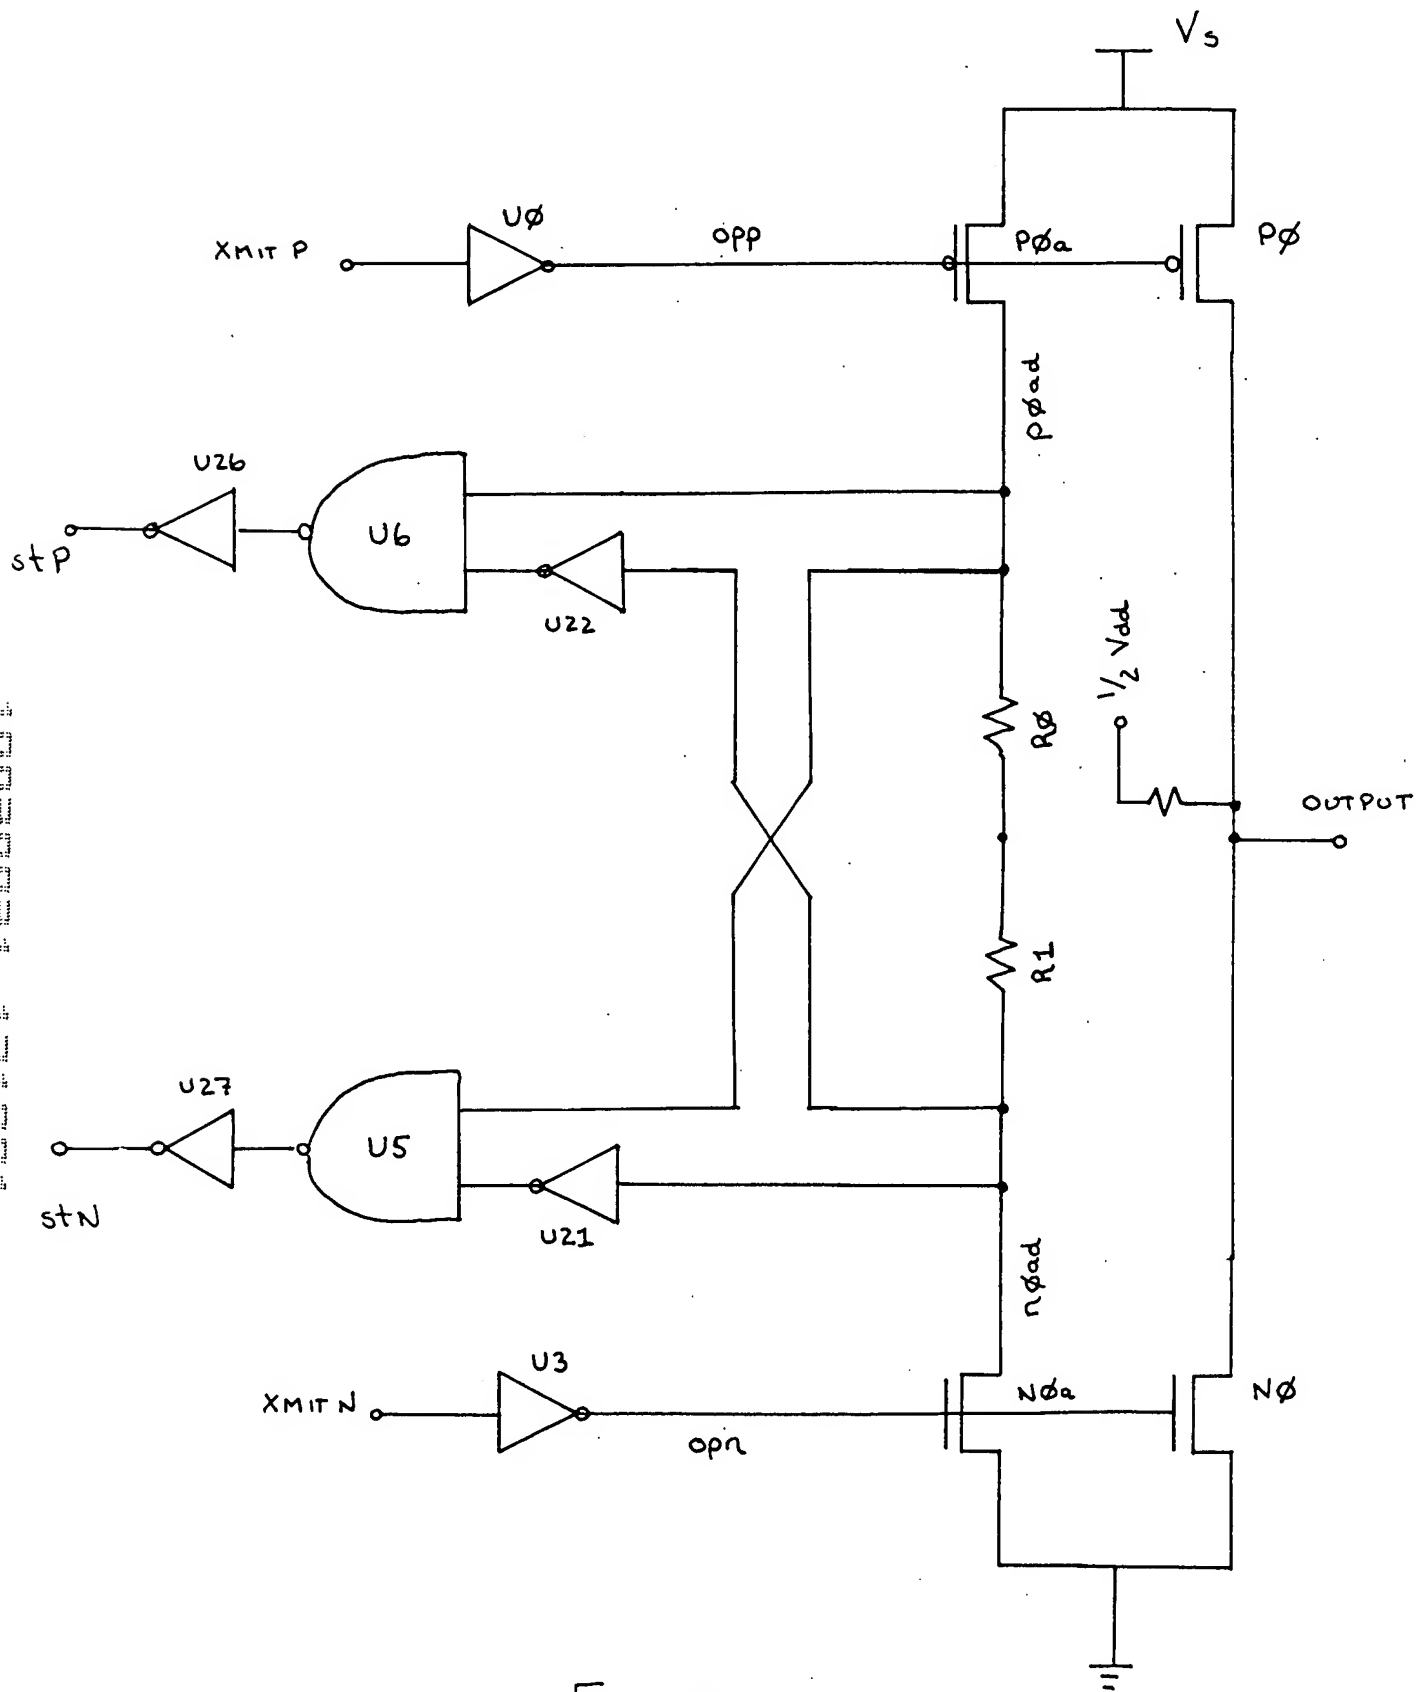 Vs
UØ
XMIT P
opp
PØa
PØ
pØad
U26
U6
stP
U22
1/2 Vdd
RØ
OUTPUT
R1
U27
U5
stN
U21
nØad
U3
XMIT N
NØa
NØ
opn